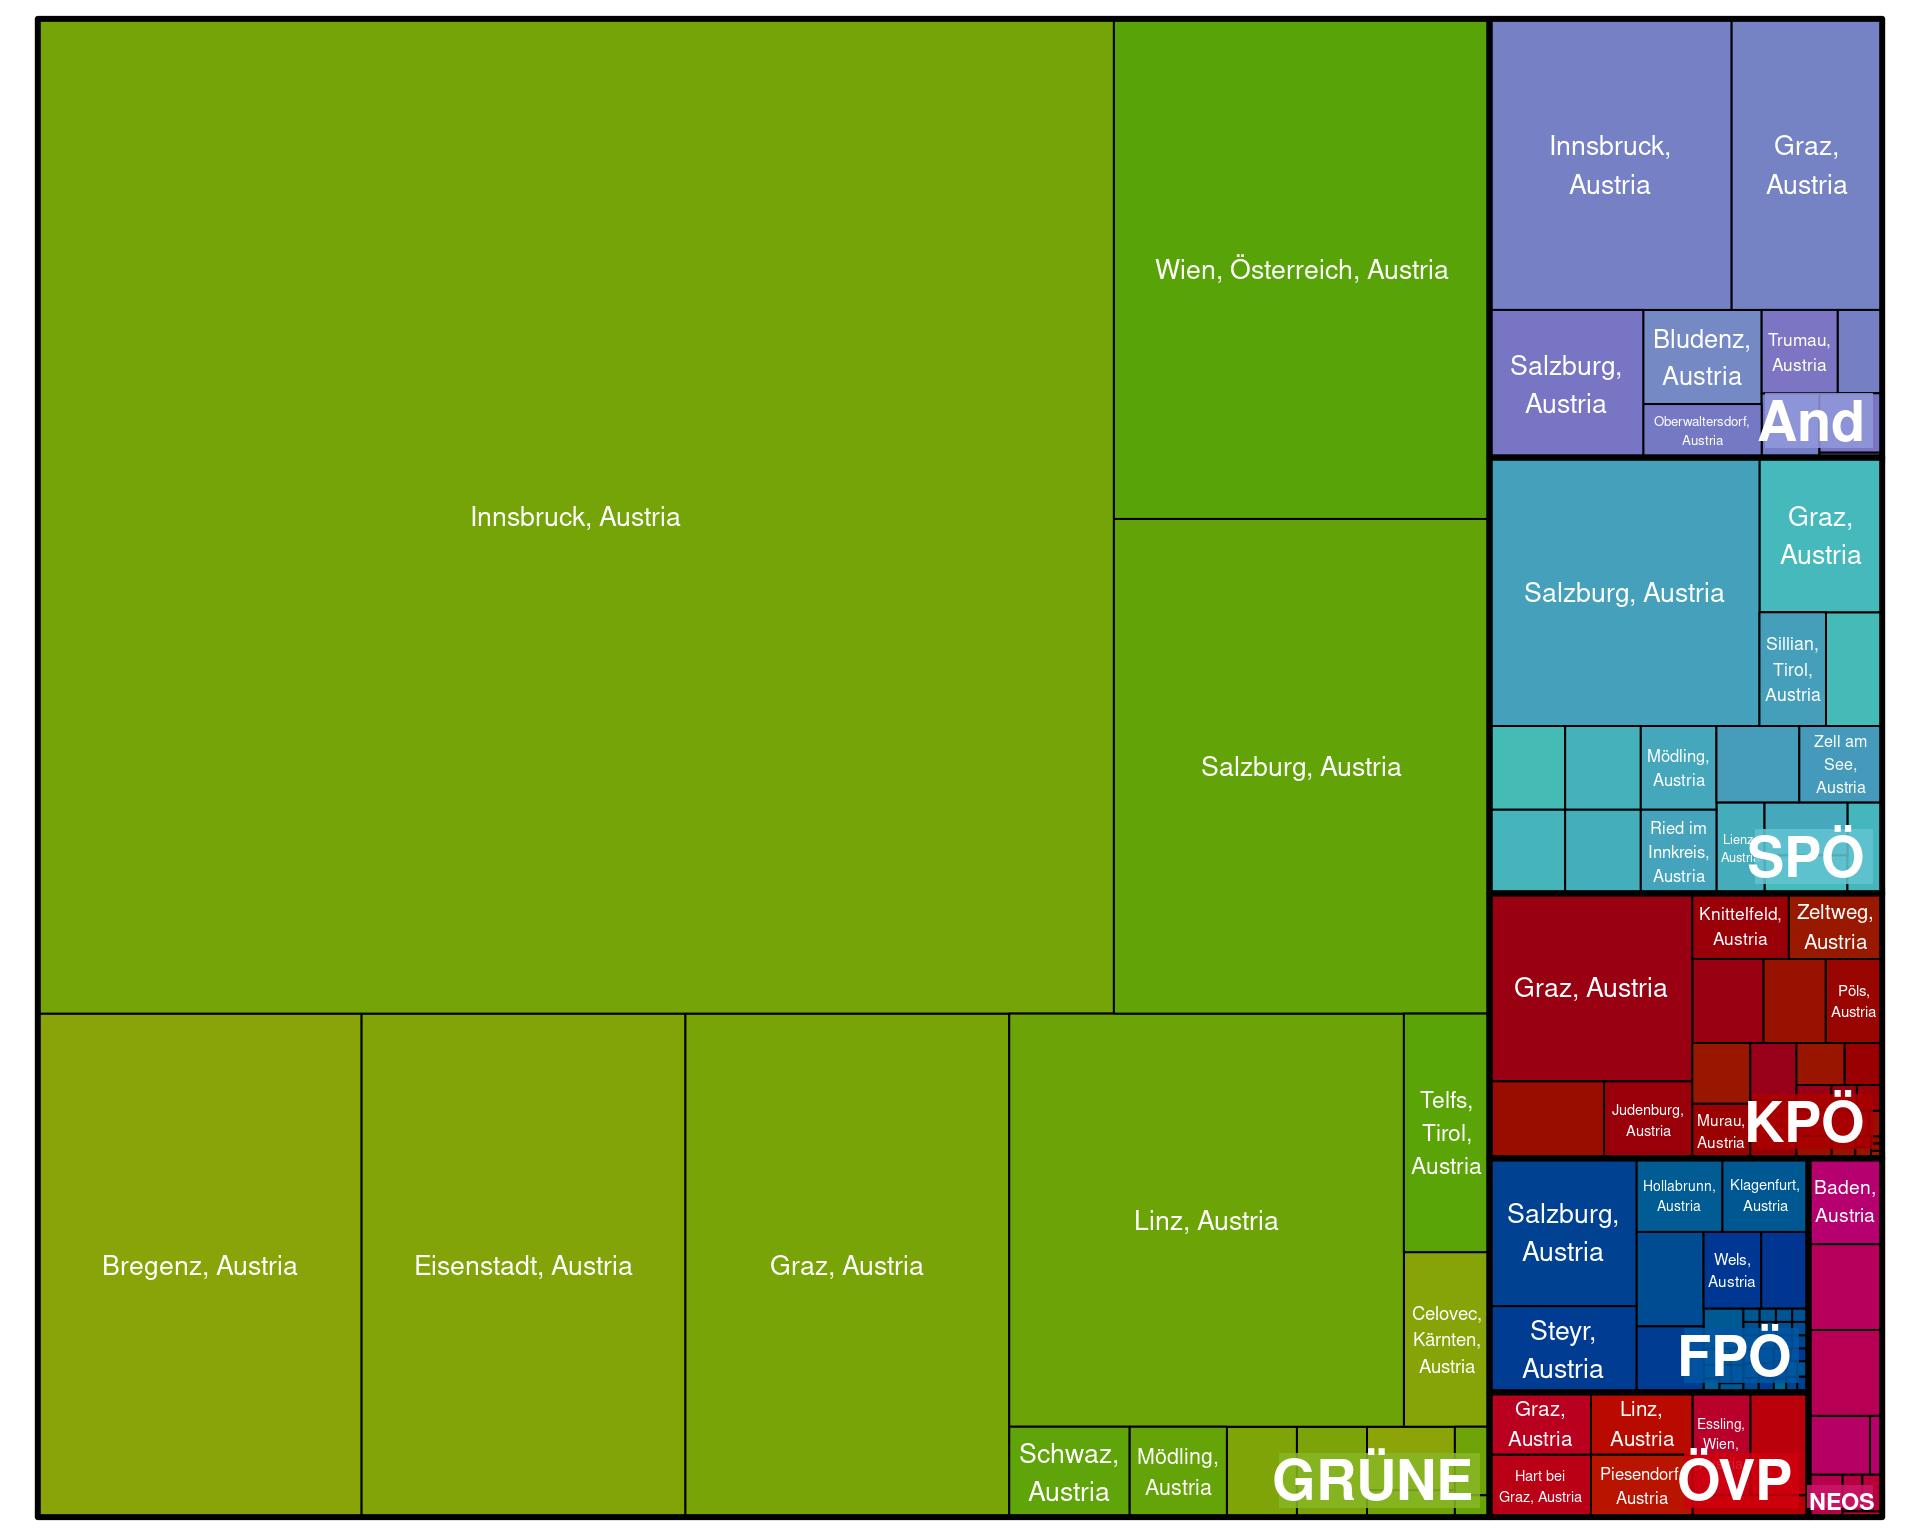 Innsbruck, Austria
Wien, Österreich, Austria
Salzburg, Austria
Bregenz, Austria
Eisenstadt, Austria
Graz, Austria
Linz, Austria
Telfs,
Tirol,
Austria
Celovec,
Kärnten,
Austria
Schwaz,
Austria
Mödling,
Austria
GRÜNE
Innsbruck,
Austria
Graz,
Austria
Salzburg,
Austria
Bludenz,
Austria
Oberwaltersdorf,
Austria
Trumau,
Austria
And
Salzburg, Austria
Graz,
Austria
Sillian,
Tirol,
Austria
Mödling,
Austria
Zell am
See,
Austria
Ried im
Innkreis,
Austria
Lienz,
Austria
SPÖ
Graz, Austria
Knittelfeld,
Austria
Zeltweg,
Austria
Pöls,
Austria
Judenburg,
Austria
Murau,
Austria
KPÖ
Salzburg,
Austria
Hollabrunn,
Austria
Klagenfurt,
Austria
Wels,
Austria
Steyr,
Austria
FPÖ
Baden,
Austria
NEOS
Graz,
Austria
Linz,
Austria
Essling,
Wien,
Hart bei
Graz, Austria
Piesendorf,
Austria
ÖVP